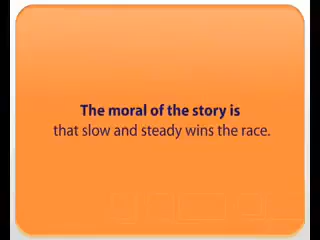 The moral of the story is
that slow and steady wins the race.